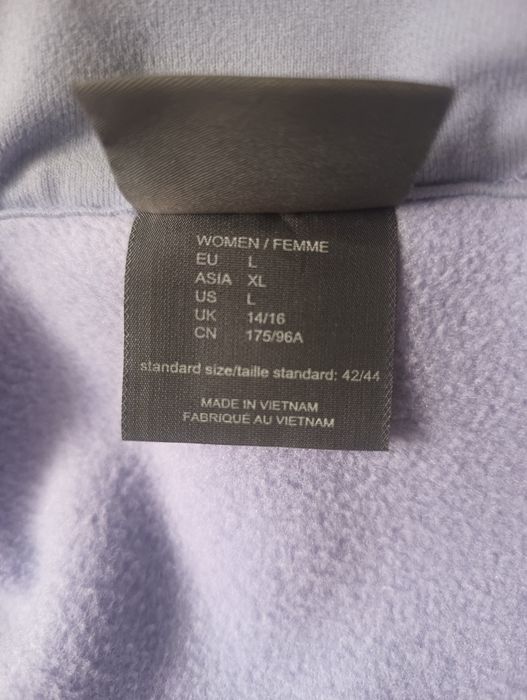 WOMEN / FEMME
EU L
ASIA XL
US L
UK 14/16
CN 175/96A
standard size/taille standard: 42/44
MADE IN VIETNAM
FABRIQUÉ AU VIETNAM